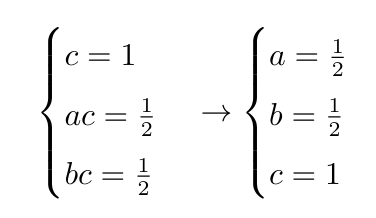 c = 1 a = 1/2
ac = 1/2 → b = 1/2
bc = 1/2 c = 1